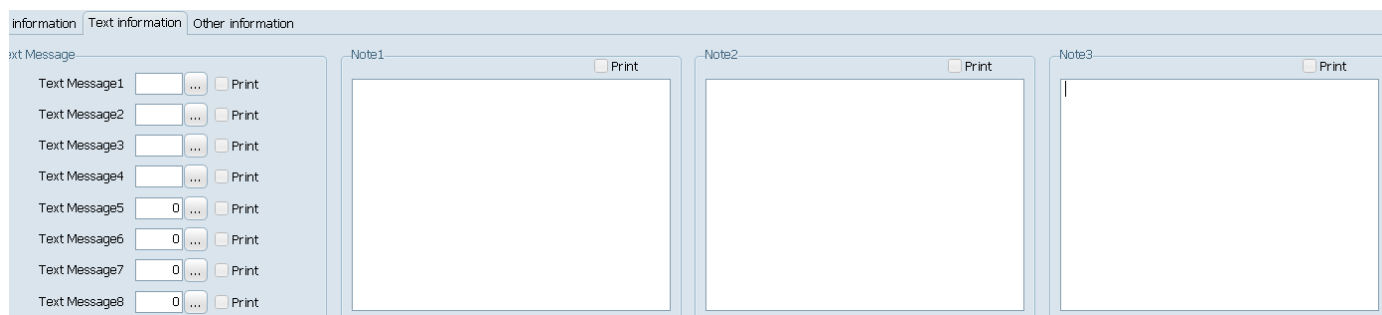 information Text information Other information
ext Message
Text Message1 ... Print
Text Message2 ... Print
Text Message3 ... Print
Text Message4 ... Print
Text Message5 0 ... Print
Text Message6 0 ... Print
Text Message7 0 ... Print
Text Message8 0 ... Print
Note1
Print
Note2
Print
Note3
Print